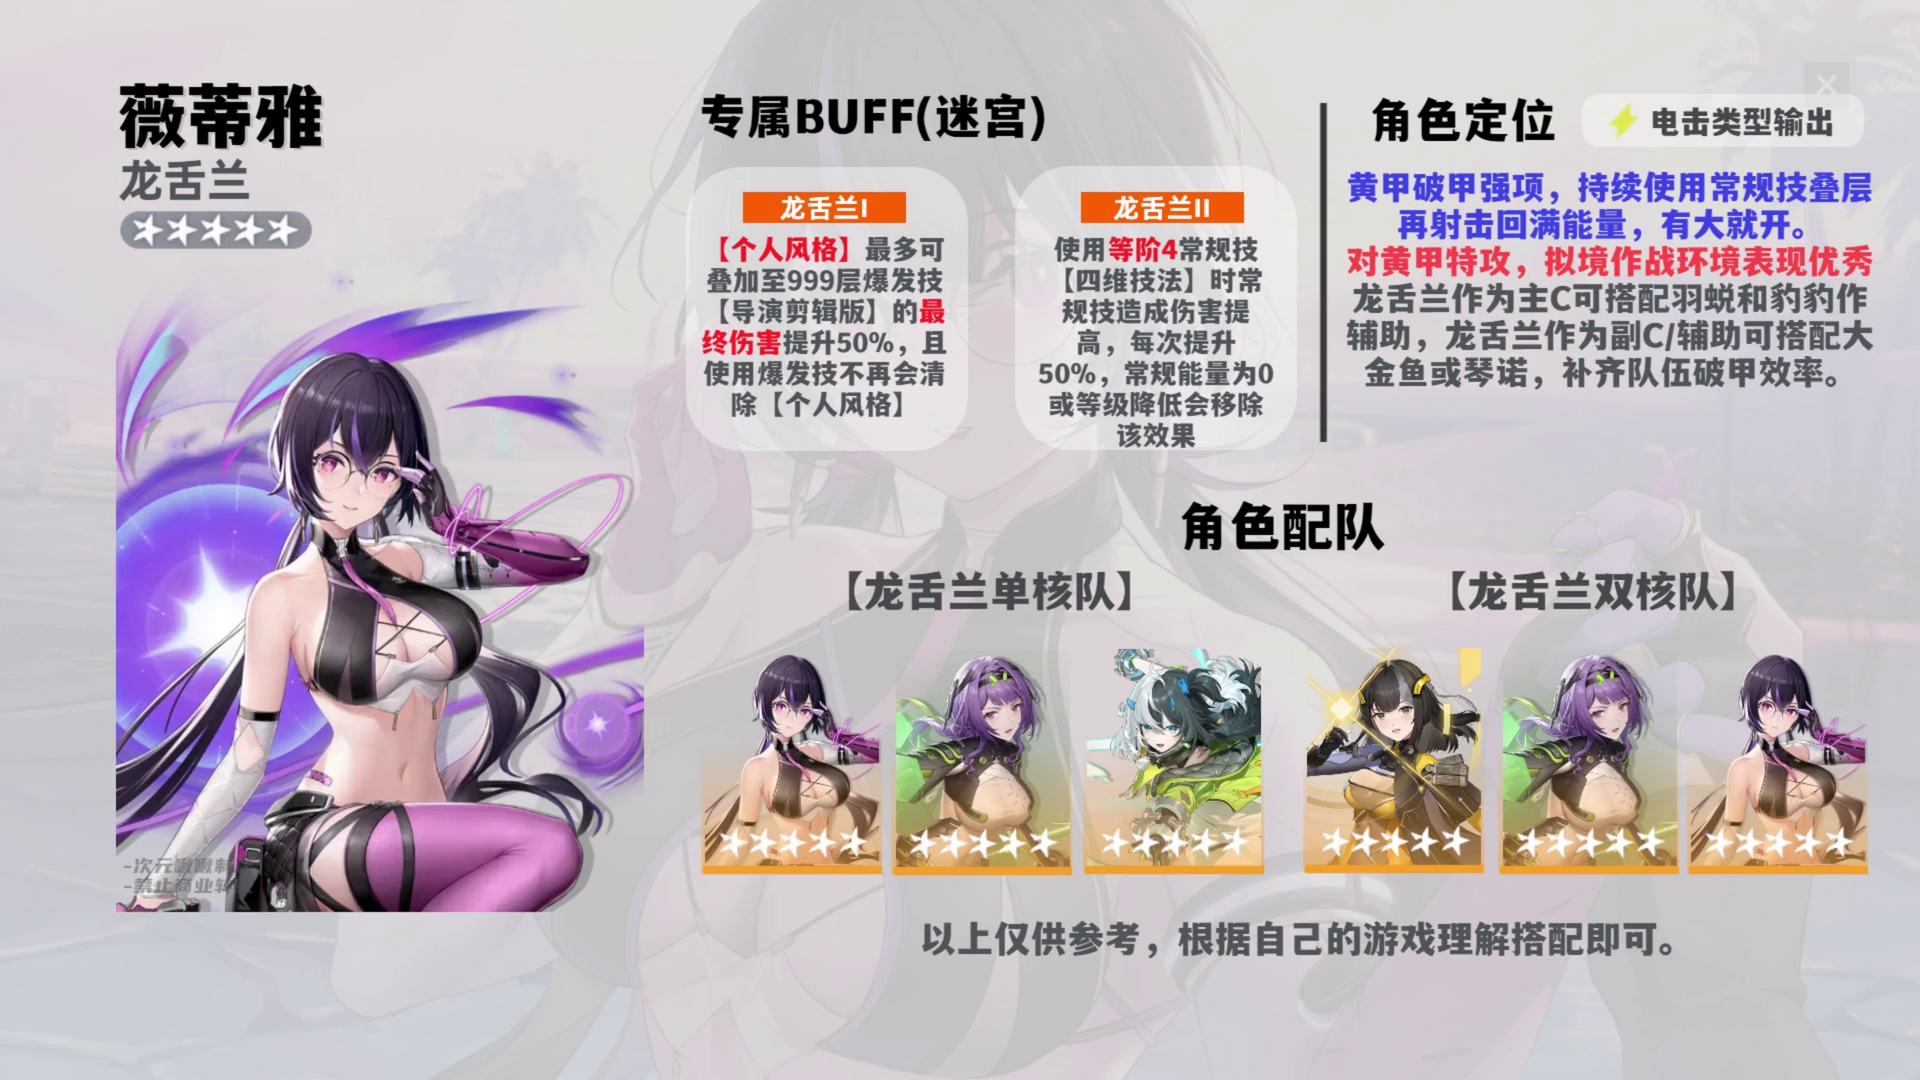 薇蒂雅
龙舌兰
专属BUFF(迷宫)
龙舌兰I
【个人风格】最多可
叠加至999层爆发技
【导演剪辑版】的最
终伤害提升50%，且
使用爆发技不再会清
除【个人风格】
龙舌兰II
使用等阶4常规技
【四维技法】时常
规技造成伤害提
高，每次提升
50%，常规能量为0
或等级降低会移除
该效果
角色定位
电击类型输出
黄甲破甲强项，持续使用常规技叠层
再射击回满能量，有大就开。
对黄甲特攻，拟境作战环境表现优秀
龙舌兰作为主C可搭配羽蜕和豹豹作
辅助，龙舌兰作为副C/辅助可搭配大
金鱼或琴诺，补齐队伍破甲效率。
角色配队
【龙舌兰单核队】
【龙舌兰双核队】
以上仅供参考，根据自己的游戏理解搭配即可。
-次元啾啾制
-禁止商业转